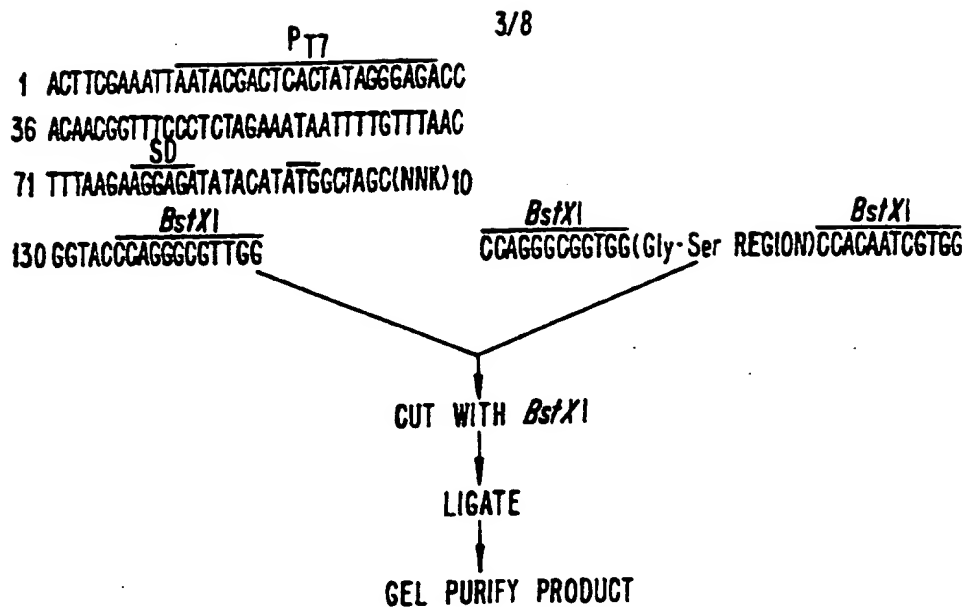 3/8
PT7
1 ACTTCGAAATTAATACGACTCACTATAGGGAGACC
36 ACAACGGTTTCCCTCTAGAAATAATTTTGTTTAAC
SD
71 TTTAAGAAGGAGATATACATATGGCTAGC(NNK)10
BstXI
130 GGTACCCAGGGCGTTGG
BstXI BstXI
CCAGGGCGGTGG(Gly-Ser REGION)CCACAATCGTGG
CUT WITH BstXI
LIGATE
GEL PURIFY PRODUCT